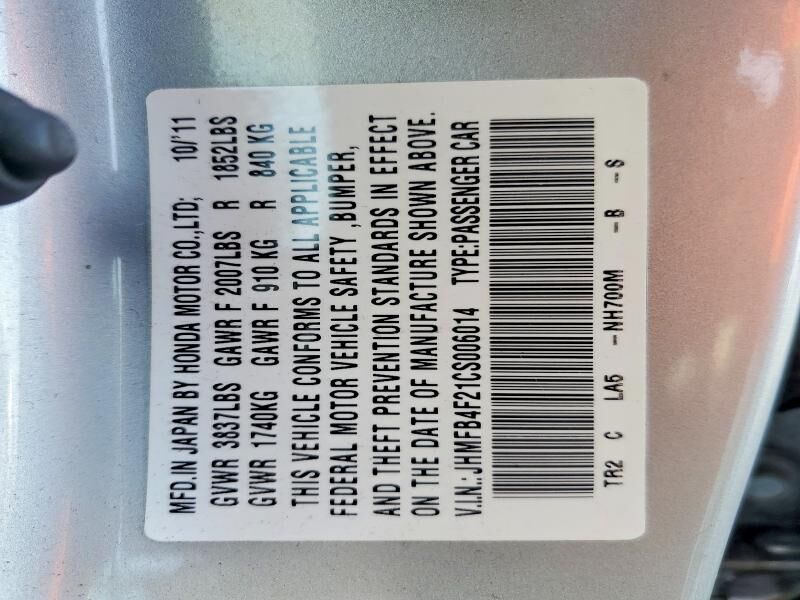 MFD.IN JAPAN BY HONDA MOTOR CO.,LTD; 10/'11
GVWR 3837LBS GAWR F 2007LBS R 1852LBS
GVWR 1740KG GAWR F 910 KG R 840 KG
THIS VEHICLE CONFORMS TO ALL APPLICABLE
FEDERAL MOTOR VEHICLE SAFETY ,BUMPER,
AND THEFT PREVENTION STANDARDS IN EFFECT
ON THE DATE OF MANUFACTURE SHOWN ABOVE.
V.I.N.: JHMFB4F21CS006014 TYPE:PASSENGER CAR
TR2 C LA5 -NH700M -B -S